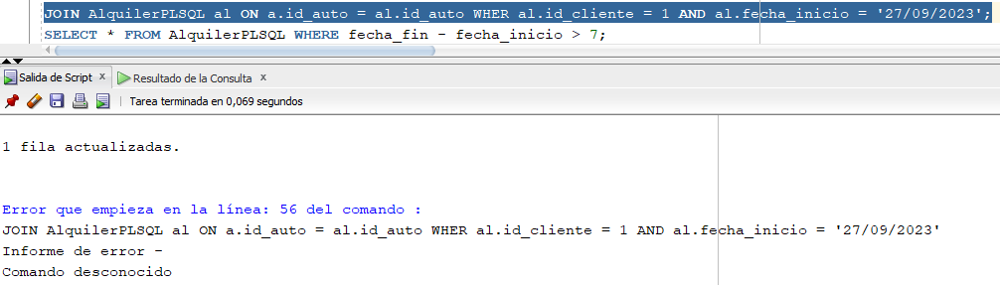 JOIN AlquilerPLSQL al ON a.id_auto = al.id_auto WHER al.id_cliente = 1 AND al.fecha_inicio = '27/09/2023';
SELECT * FROM AlquilerPLSQL WHERE fecha_fin - fecha_inicio > 7;
Salida de Script x Resultado de la Consulta x
Tarea terminada en 0,069 segundos
1 fila actualizadas.
Error que empieza en la línea: 56 del comando :
JOIN AlquilerPLSQL al ON a.id_auto = al.id_auto WHER al.id_cliente = 1 AND al.fecha_inicio = '27/09/2023'
Informe de error -
Comando desconocido